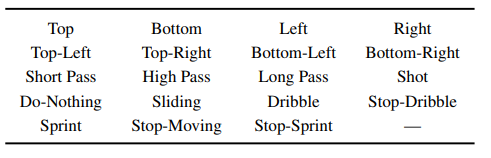 Top Bottom Left Right
Top-Left Top-Right Bottom-Left Bottom-Right
Short Pass High Pass Long Pass Shot
Do-Nothing Sliding Dribble Stop-Dribble
Sprint Stop-Moving Stop-Sprint —